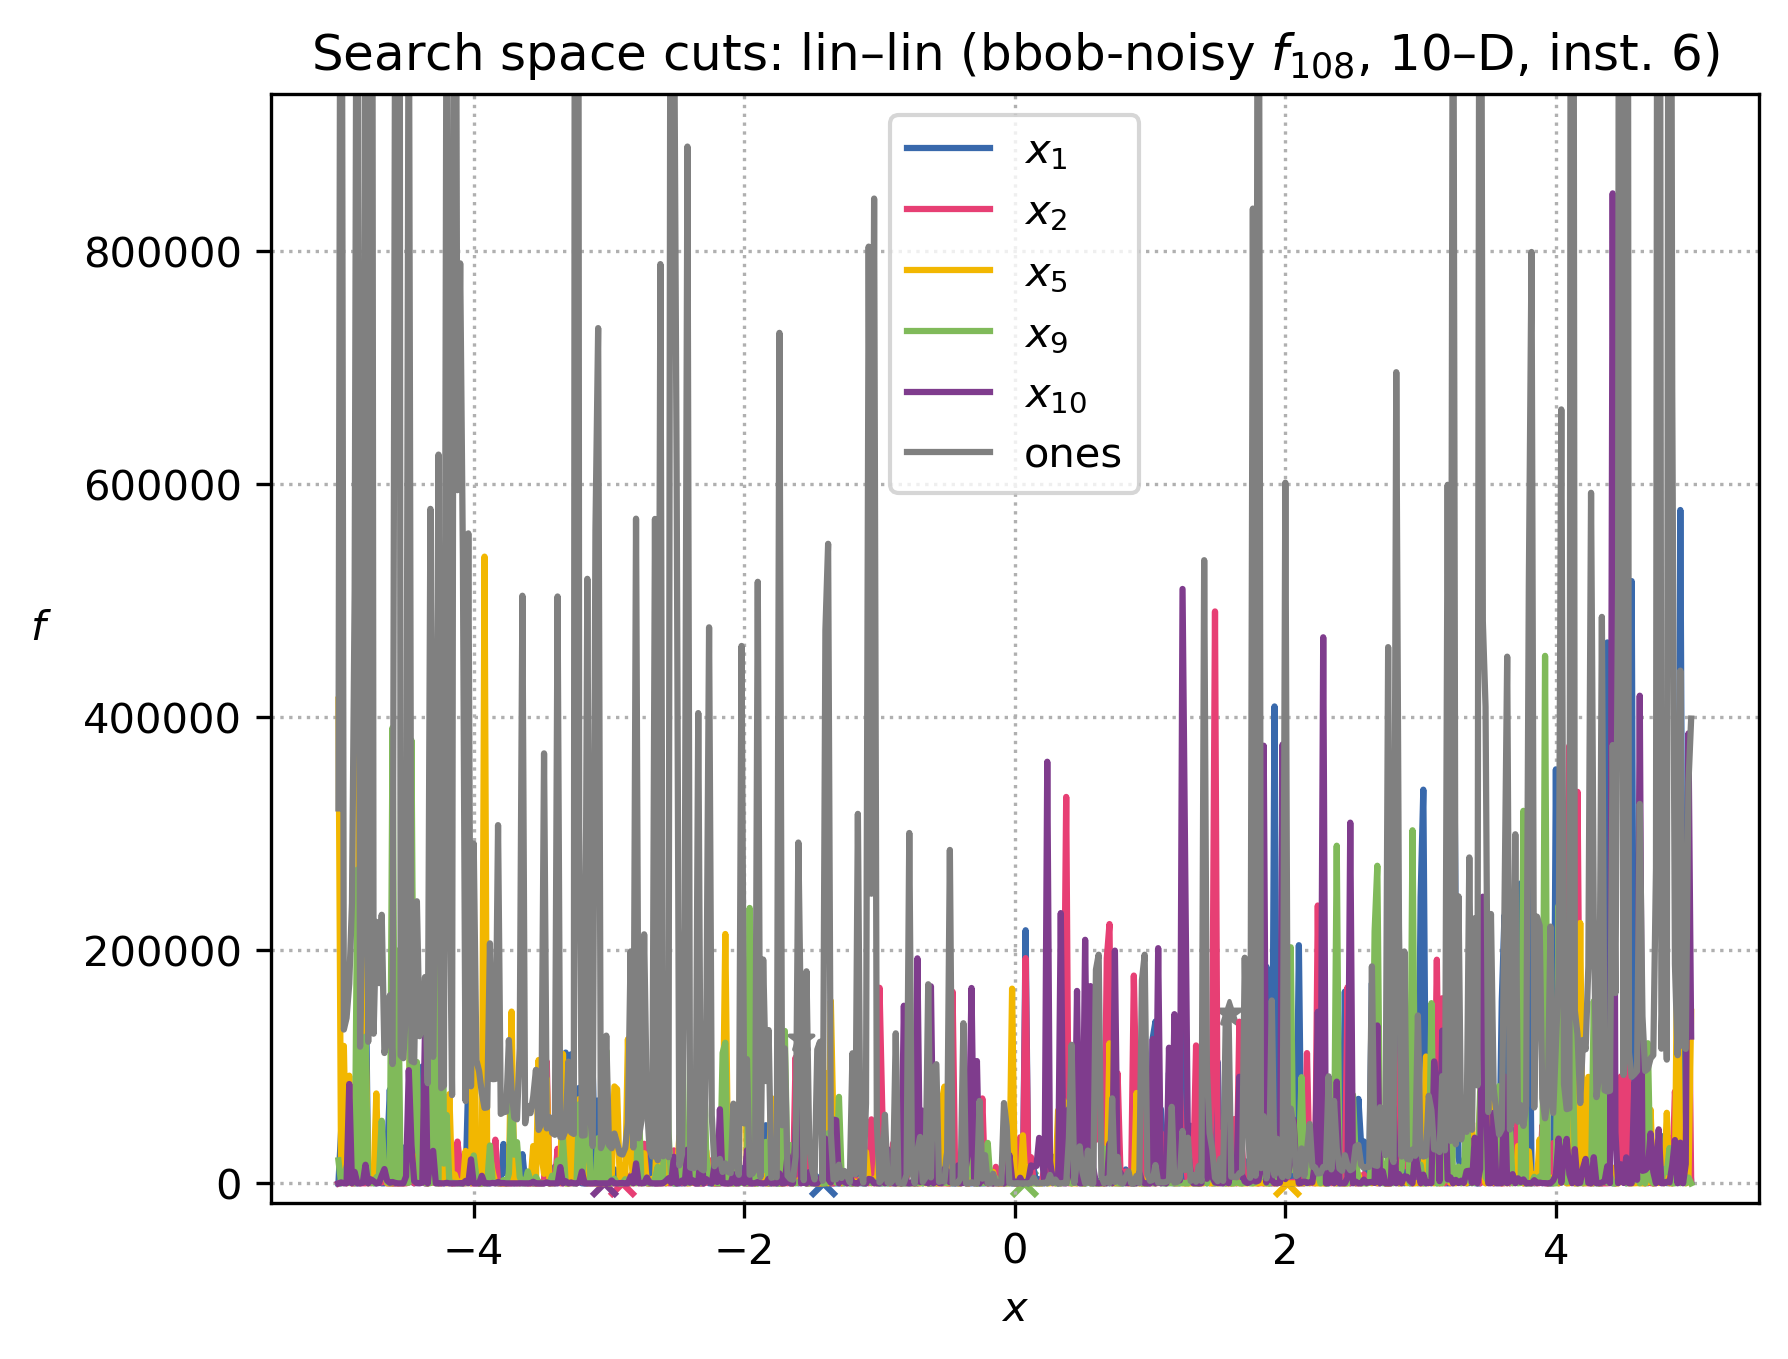 Search space cuts: lin–lin (bbob-noisy f₁₀₈, 10–D, inst. 6)
x₁
x₂
x₅
x₉
x₁₀
ones
800000
600000
400000
200000
0
f
−4 −2 0 2 4
x